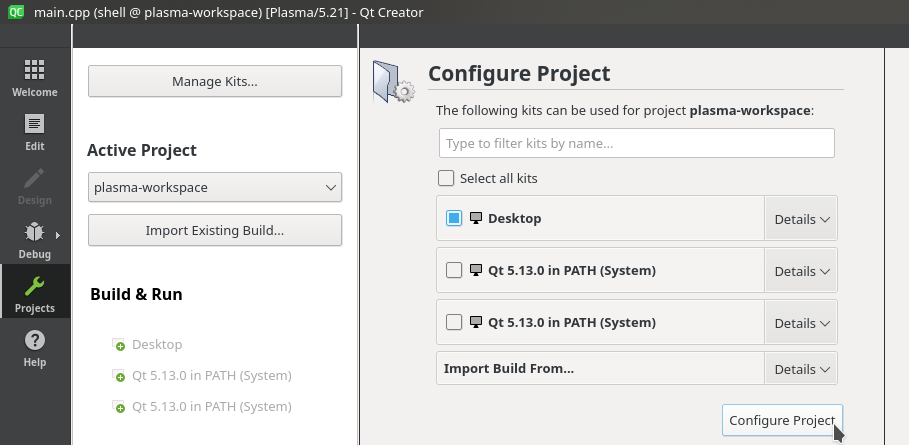 QC main.cpp (shell @ plasma-workspace) [Plasma/5.21] - Qt Creator
Welcome
Edit
Design
Debug
Projects
Help
Manage Kits...
Active Project
plasma-workspace
Import Existing Build...
Build & Run
Desktop
Qt 5.13.0 in PATH (System)
Qt 5.13.0 in PATH (System)
Configure Project
The following kits can be used for project plasma-workspace:
Type to filter kits by name...
Select all kits
Desktop Details
Qt 5.13.0 in PATH (System) Details
Qt 5.13.0 in PATH (System) Details
Import Build From... Details
Configure Project